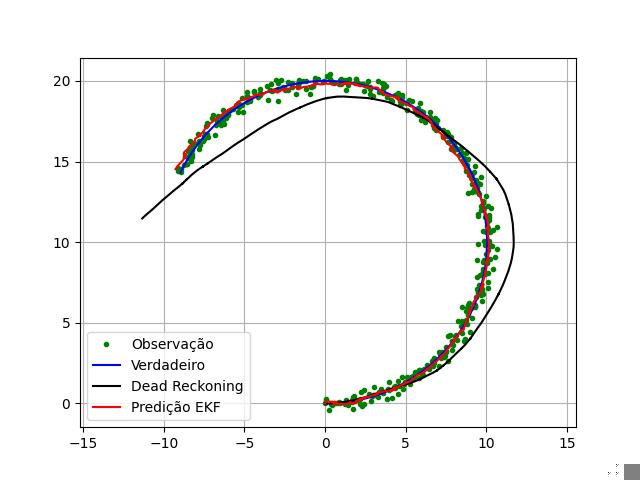 20
15
10
5
0
Observação
Verdadeiro
Dead Reckoning
Predição EKF
−15 −10 −5 0 5 10 15